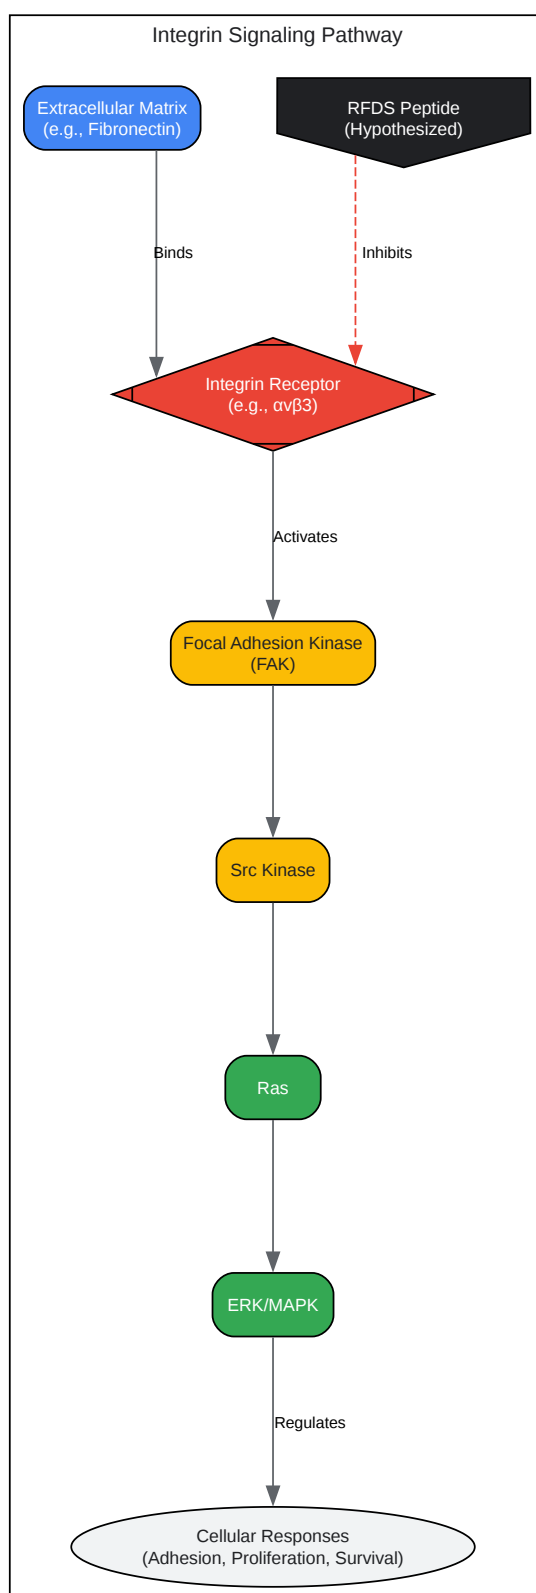 Integrin Signaling Pathway
Extracellular Matrix
(e.g., Fibronectin)
RFDS Peptide
(Hypothesized)
Binds
Inhibits
Integrin Receptor
(e.g., αvβ3)
Activates
Focal Adhesion Kinase
(FAK)
Src Kinase
Ras
ERK/MAPK
Regulates
Cellular Responses
(Adhesion, Proliferation, Survival)